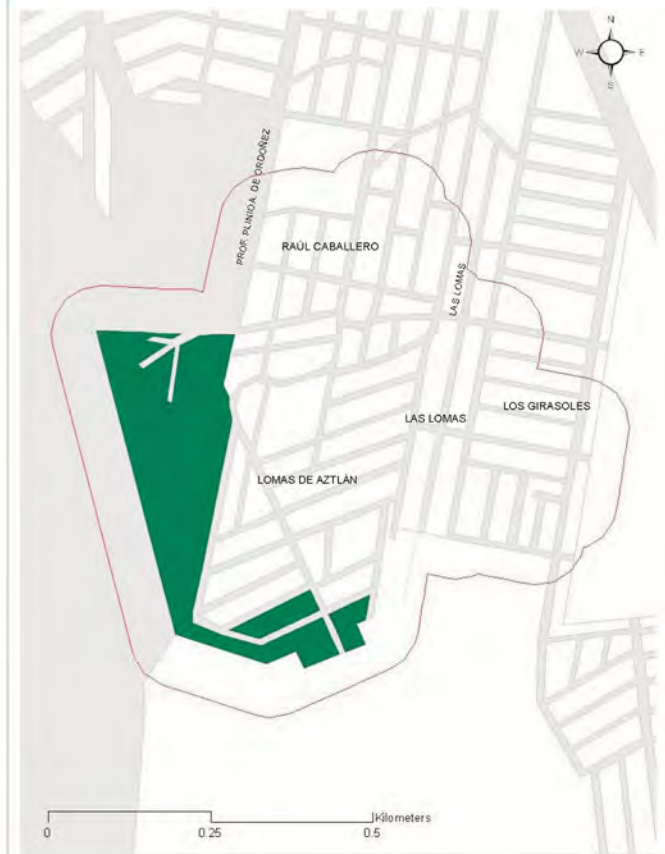 N
W E
S
PROF. PLINIO A. DE ORDOÑEZ
RAÚL CABALLERO
LAS LOMAS
LOS GIRASOLES
LAS LOMAS
LOMAS DE AZTLÁN
Kilometers
0 0.25 0.5